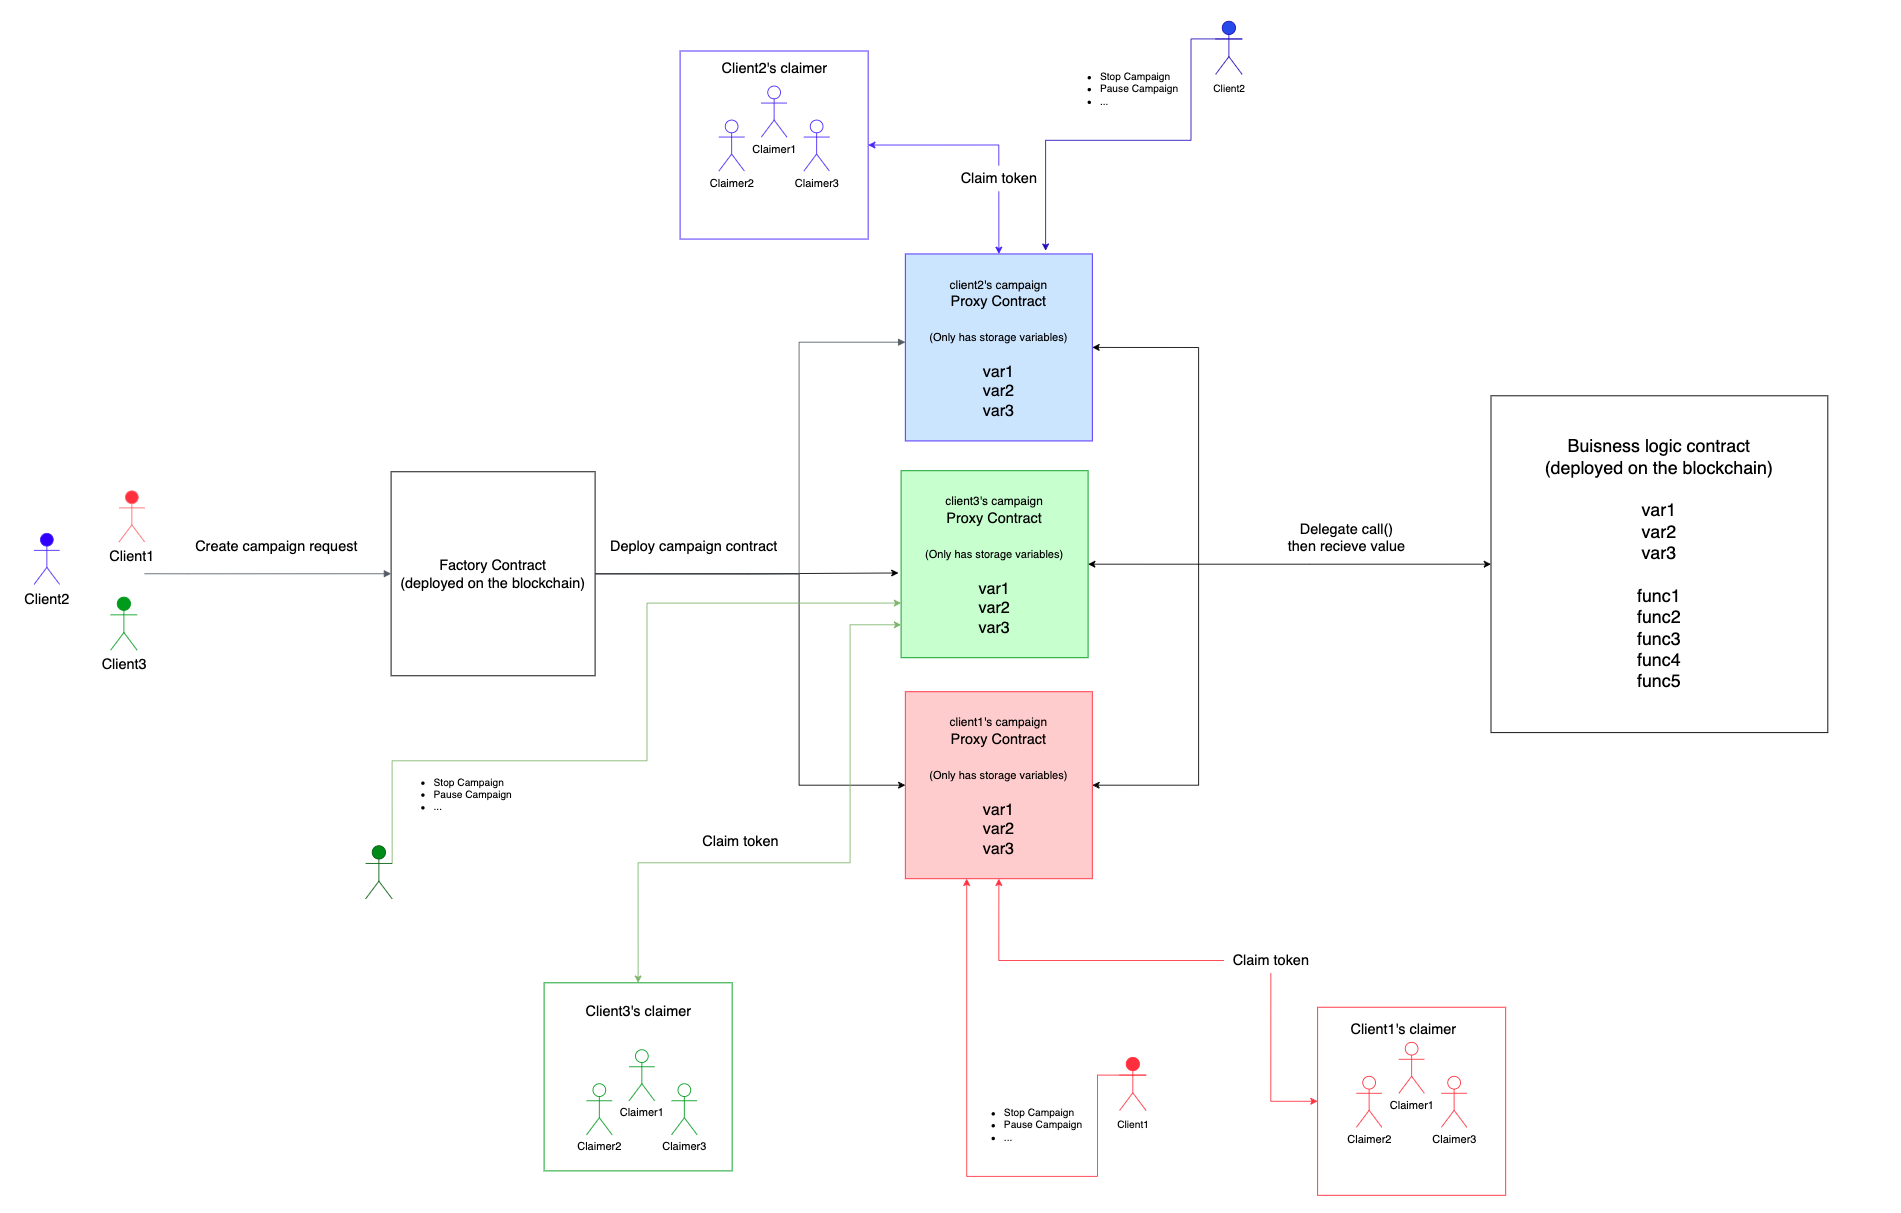 Client2's claimer
Claimer1
Claimer2
Claimer3
Stop Campaign
Pause Campaign
...
Client2
Claim token
client2's campaign
Proxy Contract
(Only has storage variables)
var1
var2
var3
Client1
Client2
Client3
Create campaign request
Factory Contract
(deployed on the blockchain)
Deploy campaign contract
client3's campaign
Proxy Contract
(Only has storage variables)
var1
var2
var3
Delegate call()
then recieve value
Buisness logic contract
(deployed on the blockchain)
var1
var2
var3
func1
func2
func3
func4
func5
client1's campaign
Proxy Contract
(Only has storage variables)
var1
var2
var3
Stop Campaign
Pause Campaign
...
Claim token
Client3's claimer
Claimer1
Claimer2
Claimer3
Stop Campaign
Pause Campaign
...
Client1
Claim token
Client1's claimer
Claimer1
Claimer2
Claimer3